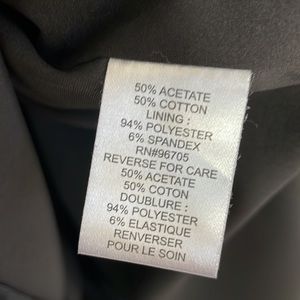 50% ACETATE
50% COTTON
LINING :
94% POLYESTER
6% SPANDEX
RN#96705
REVERSE FOR CARE
50% ACETATE
50% COTON
DOUBLURE :
94% POLYESTER
6% ELASTIQUE
RENVERSER
POUR LE SOIN